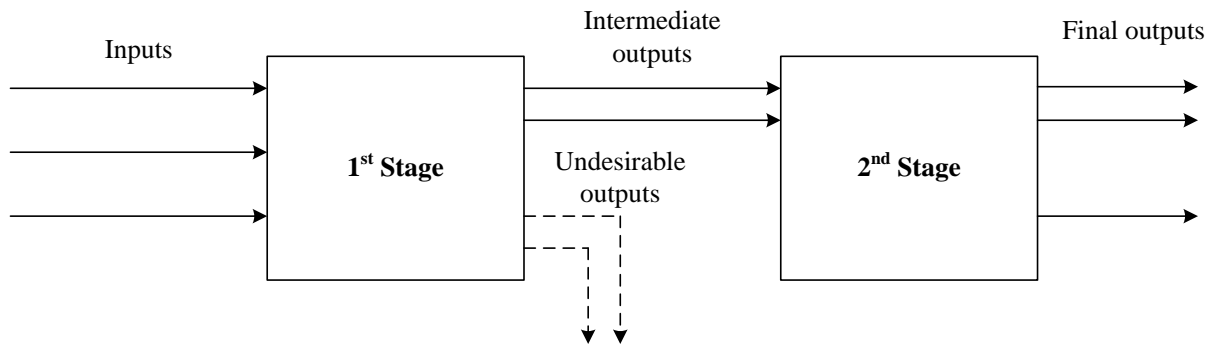 Inputs
1st Stage
Intermediate
outputs
Undesirable
outputs
2nd Stage
Final outputs